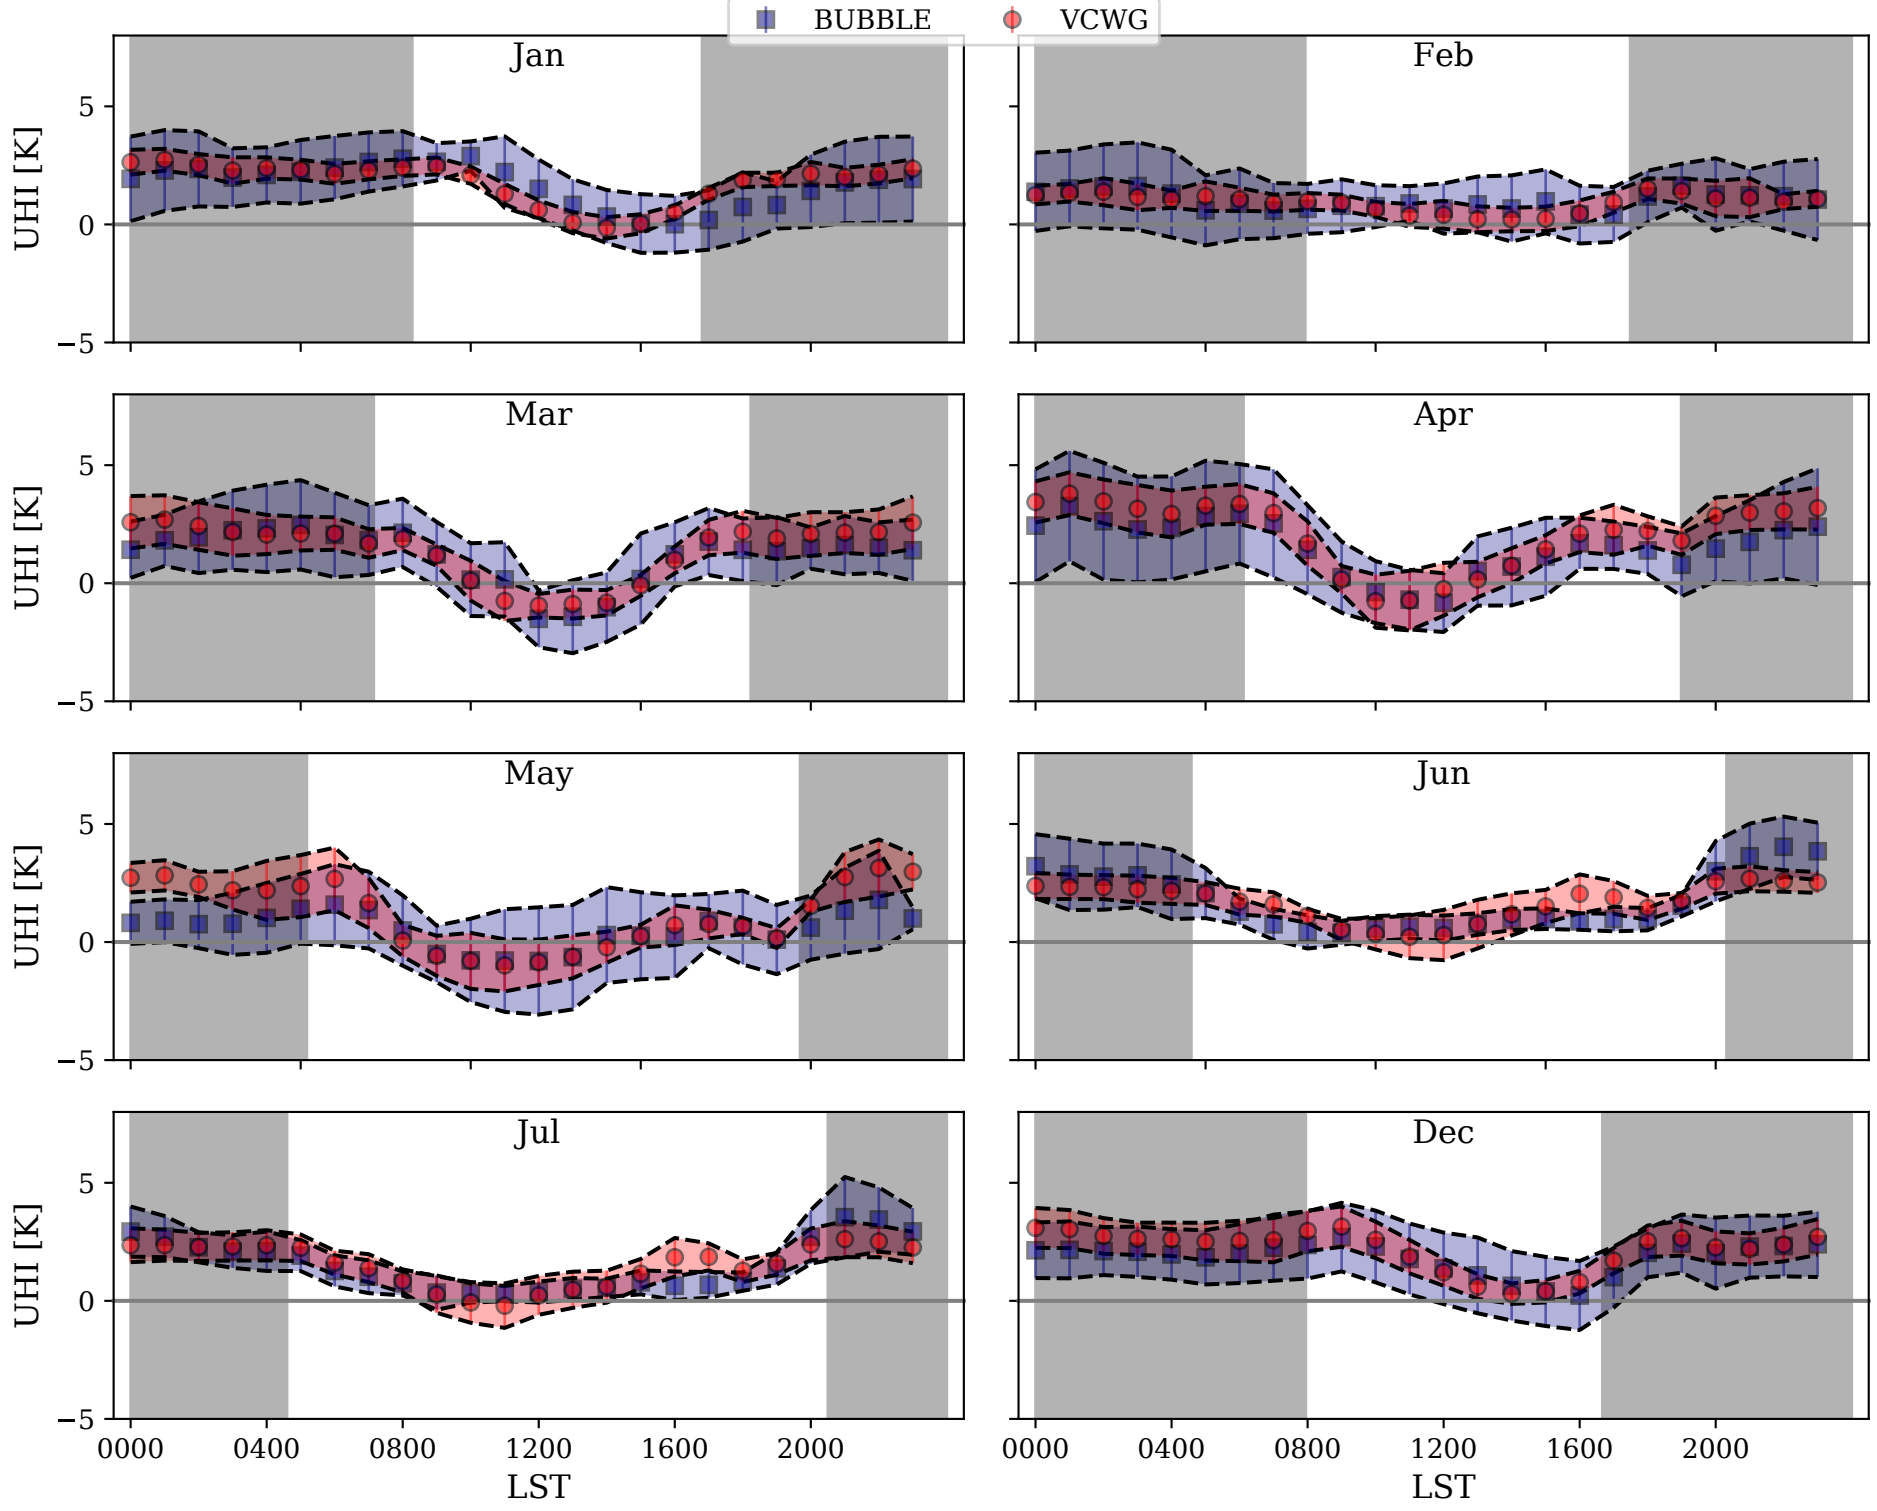 BUBBLE VCWG
Jan Feb
UHI [K] 5 0 −5
Mar Apr
UHI [K] 5 0 −5
May Jun
UHI [K] 5 0 −5
Jul Dec
UHI [K] 5 0 −5
0000 0400 0800 1200 1600 2000 0000 0400 0800 1200 1600 2000
LST LST